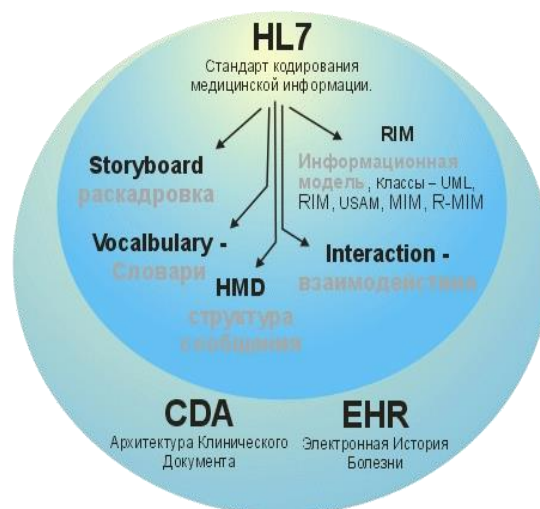 HL7
Стандарт кодирования
медицинской информации.
Storyboard
раскадровка
RIM
Информационная
модель, Классы – UML,
RIM, USAM, MIM, R-MIM
Vocalbulary -
Словари
Interaction -
взаимодействия
HMD
структура
сообщения
CDA
Архитектура Клинического
Документа
EHR
Электронная История
Болезни